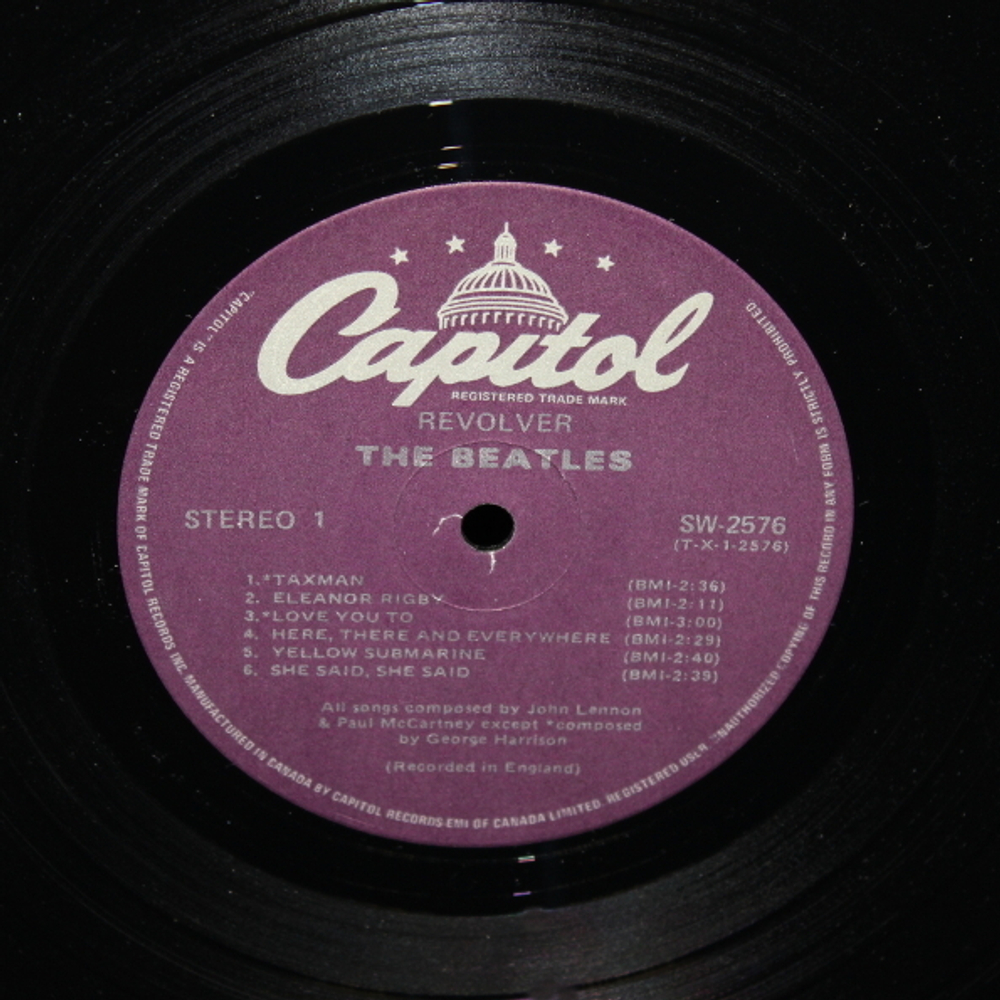 Capitol
REGISTERED TRADE MARK
REVOLVER
THE BEATLES
STEREO 1
SW-2576
(T-X-1-2576)
1.*TAXMAN (BMI-2:36)
2. ELEANOR RIGBY (BMI-2:11)
3.*LOVE YOU TO (BMI-3:00)
4. HERE, THERE AND EVERYWHERE (BMI-2:29)
5. YELLOW SUBMARINE (BMI-2:40)
6. SHE SAID, SHE SAID (BMI-2:39)
All songs composed by John Lennon
& Paul McCartney except *composed
by George Harrison
(Recorded in England)
"CAPITOL" IS A REGISTERED TRADE MARK OF CAPITOL RECORDS INC. MANUFACTURED IN CANADA BY CAPITOL RECORDS-EMI OF CANADA LIMITED. REGISTERED USER. UNAUTHORIZED COPYING OF THIS RECORD IN ANY FORM IS STRICTLY PROHIBITED